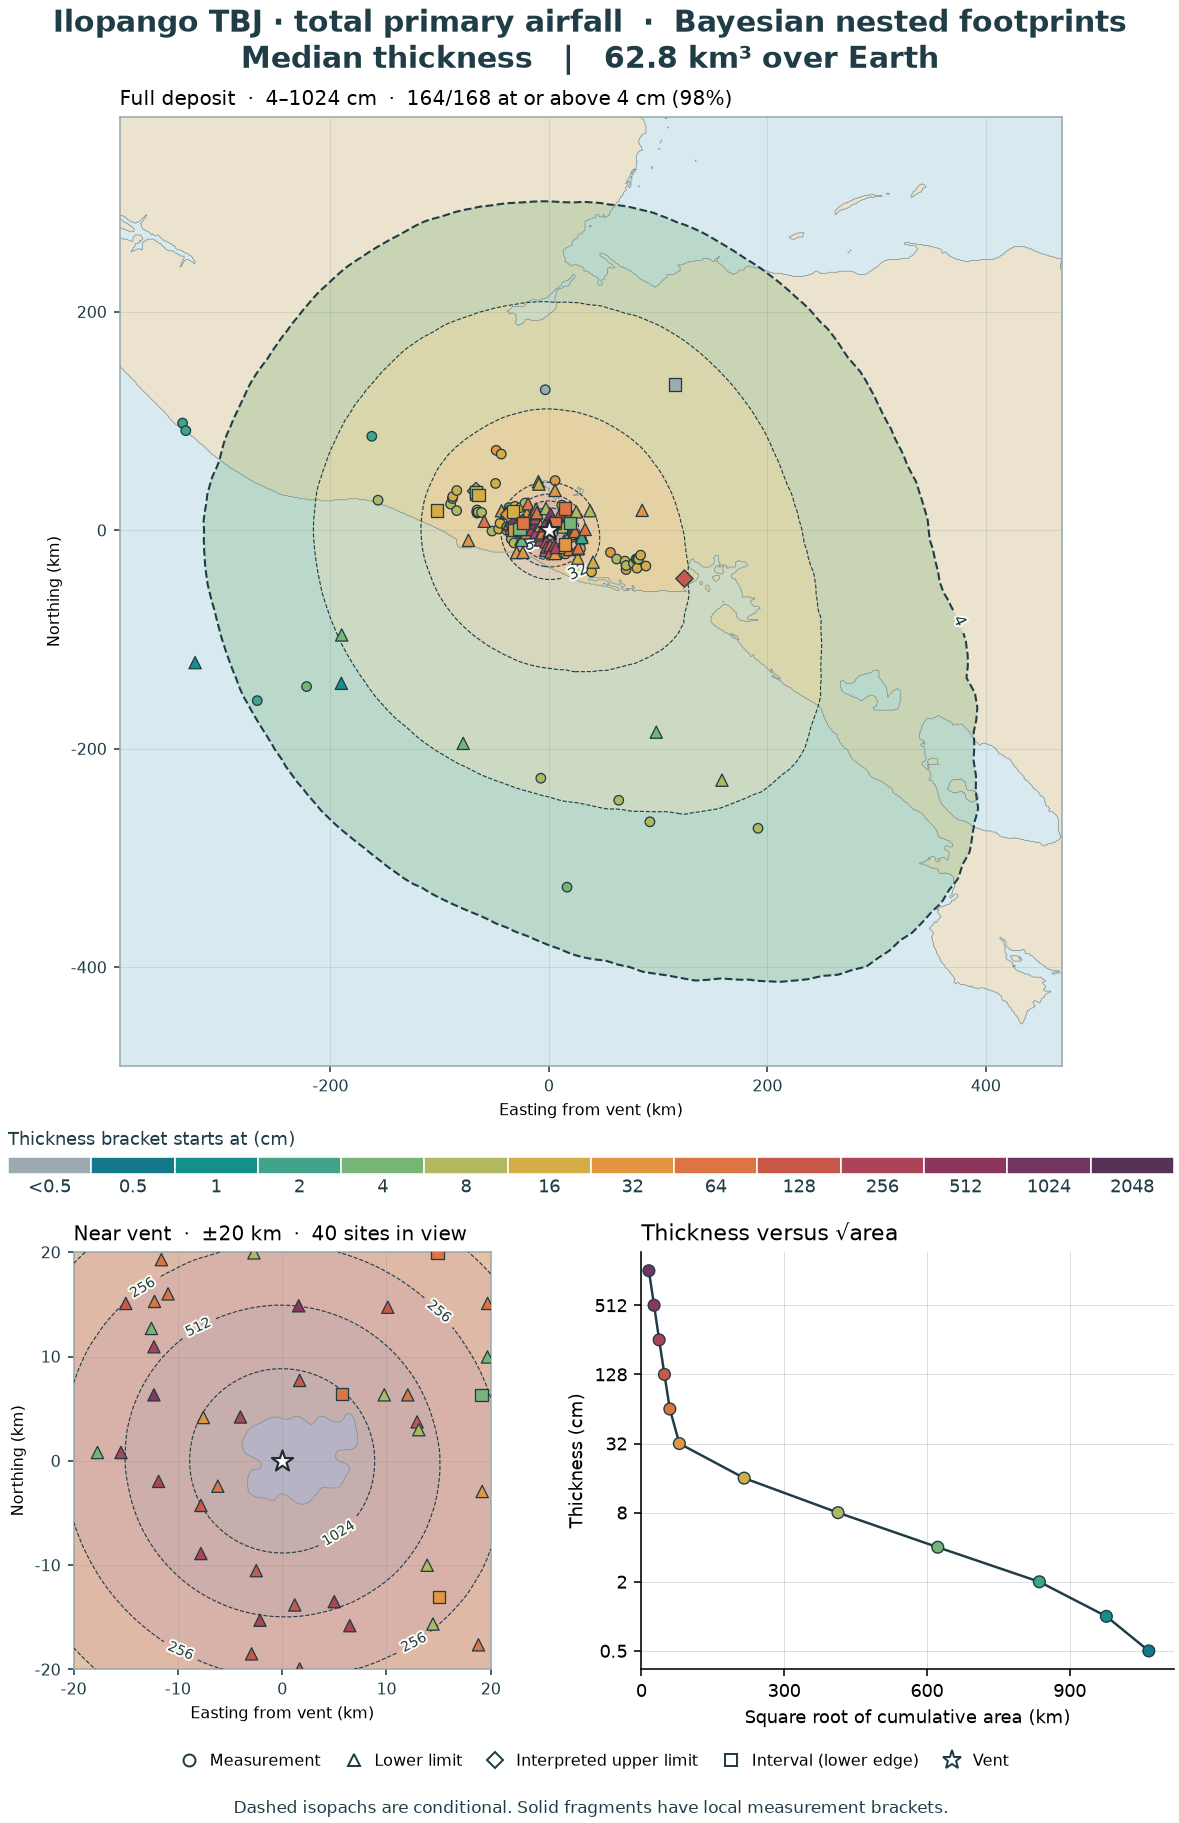 Ilopango TBJ · total primary airfall · Bayesian nested footprints
Median thickness | 62.8 km³ over Earth
Full deposit · 4–1024 cm · 164/168 at or above 4 cm (98%)
200
0
-200
-400
Northing (km)
32
4
-200
0
200
400
Easting from vent (km)
Thickness bracket starts at (cm)
<0.5
0.5
1
2
4
8
16
32
64
128
256
512
1024
2048
Near vent · ±20 km · 40 sites in view
20
10
0
-10
-20
Northing (km)
256
512
256
1024
256
256
-20
-10
0
10
20
Easting from vent (km)
Thickness versus √area
512
128
32
8
2
0.5
Thickness (cm)
0
300
600
900
Square root of cumulative area (km)
Measurement
Lower limit
Interpreted upper limit
Interval (lower edge)
Vent
Dashed isopachs are conditional. Solid fragments have local measurement brackets.